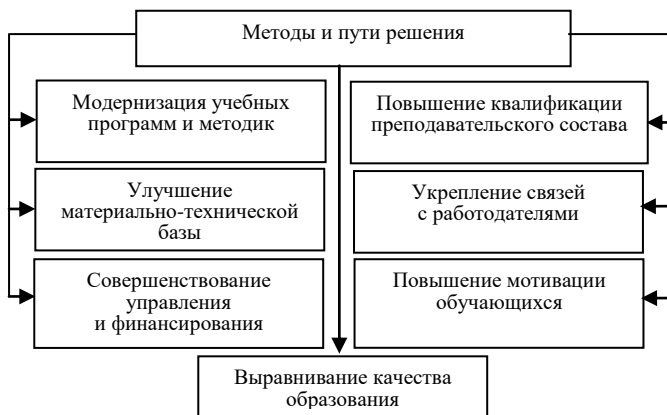 Методы и пути решения
Модернизация учебных
программ и методик
Повышение квалификации
преподавательского состава
Улучшение
материально-технической
базы
Укрепление связей
с работодателями
Совершенствование
управления
и финансирования
Повышение мотивации
обучающихся
Выравнивание качества
образования